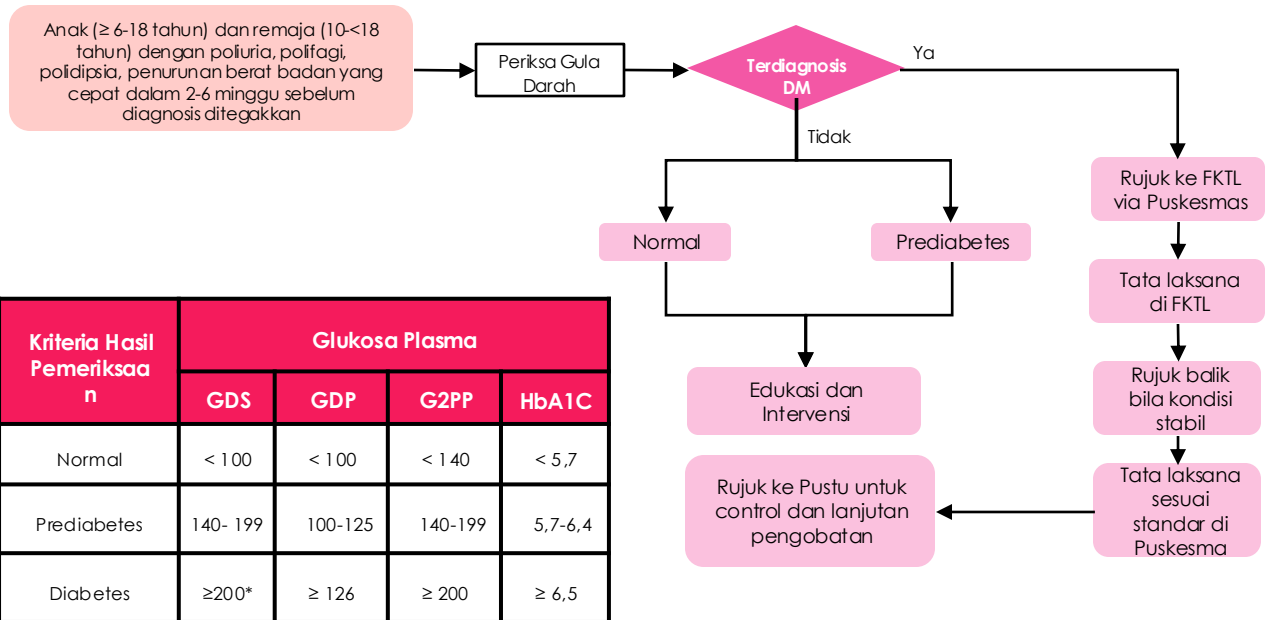 Anak (≥ 6-18 tahun) dan remaja (10-<18
tahun) dengan poliuria, polifagi,
polidipsia, penurunan berat badan yang
cepat dalam 2-6 minggu sebelum
diagnosis ditegakkan
Periksa Gula
Darah
Terdiagnosis
DM
Ya
Tidak
Normal
Prediabetes
Edukasi dan
Intervensi
Rujuk ke FKTL
via Puskesmas
Tata laksana
di FKTL
Rujuk balik
bila kondisi
stabil
Tata laksana
sesuai
standar di
Puskesma
Rujuk ke Pustu untuk
control dan lanjutan
pengobatan
Kriteria Hasil
Pemeriksaa
n
Glukosa Plasma
GDS GDP G2PP HbA1C
Normal < 100 < 100 < 140 < 5,7
Prediabetes 140- 199 100-125 140-199 5,7-6,4
Diabetes ≥200* ≥ 126 ≥ 200 ≥ 6,5